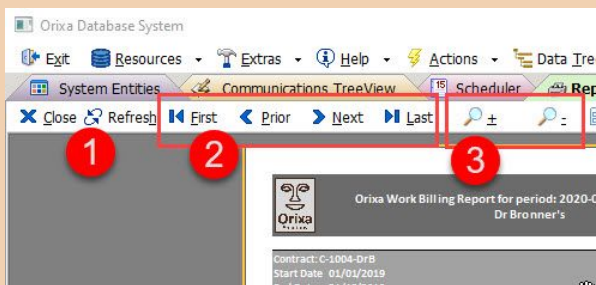 Orixa Database System
Exit Resources Extras Help Actions Data Tre
System Entities Communications TreeView 15 Scheduler Rep
Close Refresh First Prior Next Last + -
1 2 3
Orixa
Orixa Work Billing Report for period: 2020-0
Dr Bronner's
Contract: C-1004-DrB
Start Date 01/01/2019